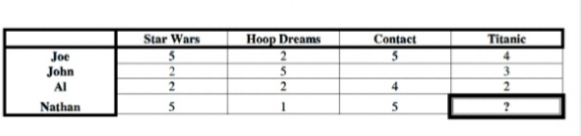 Star Wars Hoop Dreams Contact Titanic
Joe 5 2 5 4
John 2 5 3
Al 2 2 4 2
Nathan 5 1 5 ?